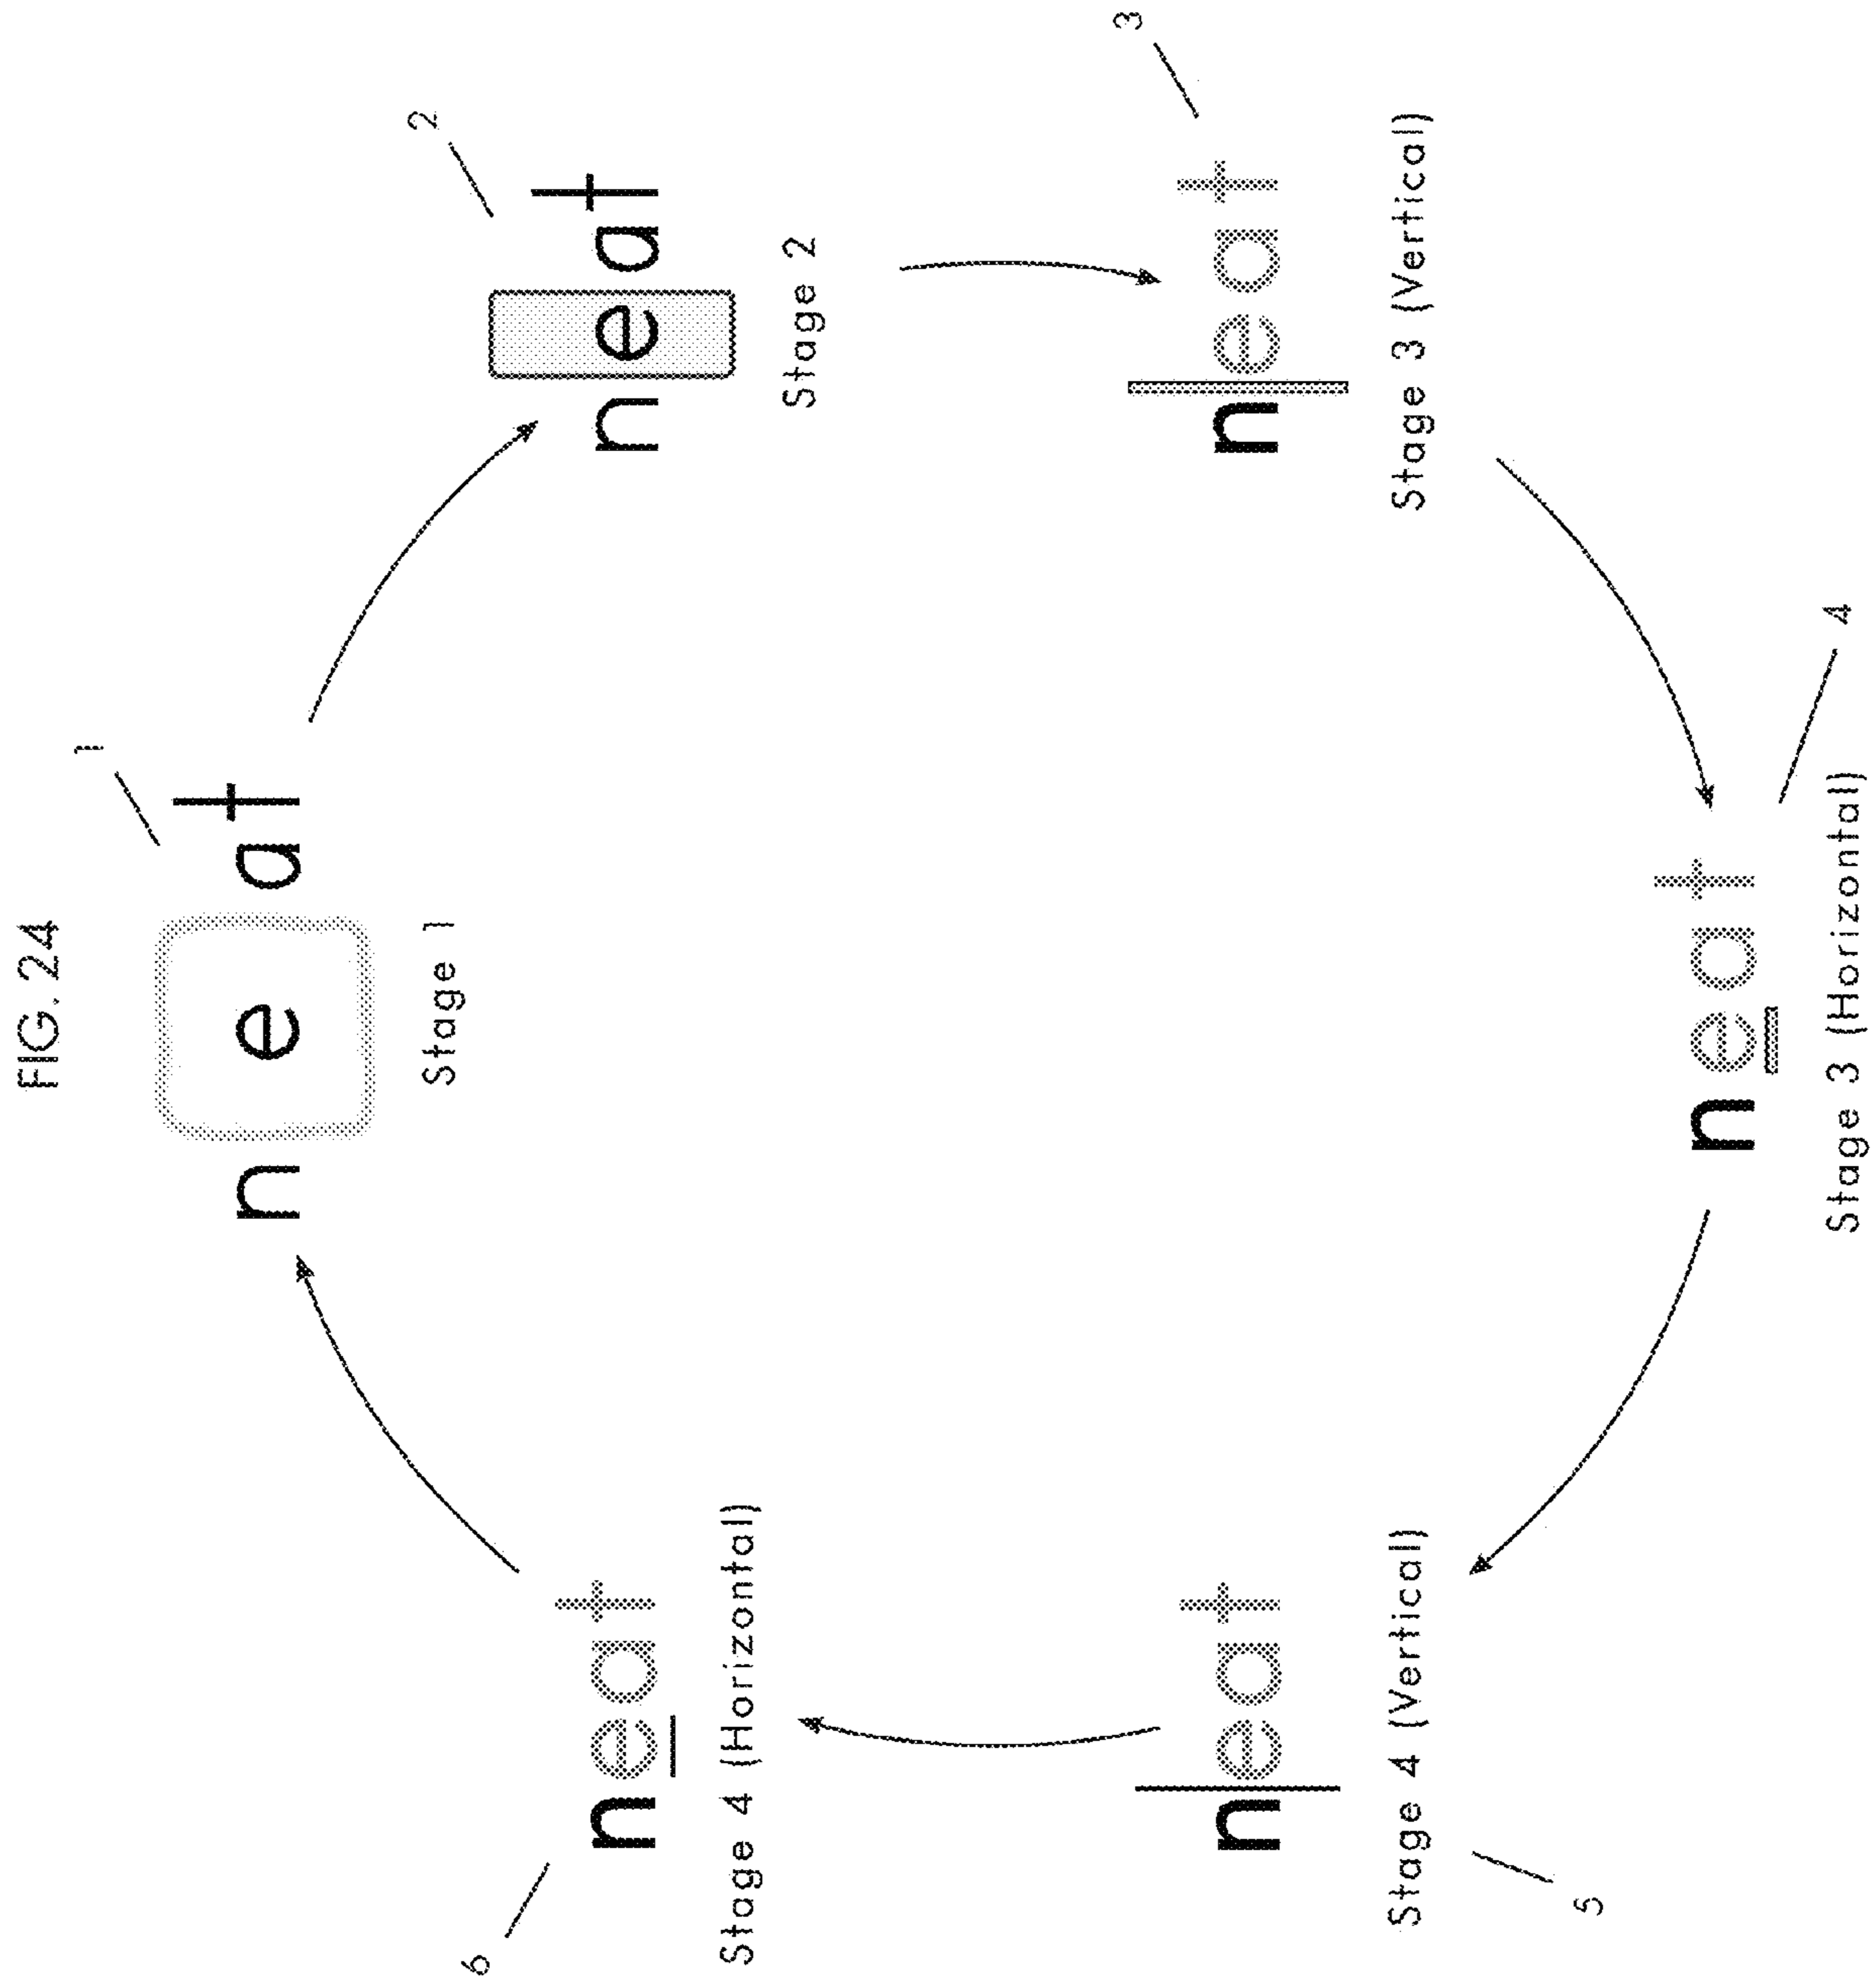 FIG. 24
1
n e a t
Stage 1
2
neat
Stage 2
3
neat
Stage 3 (Vertical)
4
neat
Stage 3 (Horizontal)
5
neat
Stage 4 (Vertical)
6
neat
Stage 4 (Horizontal)